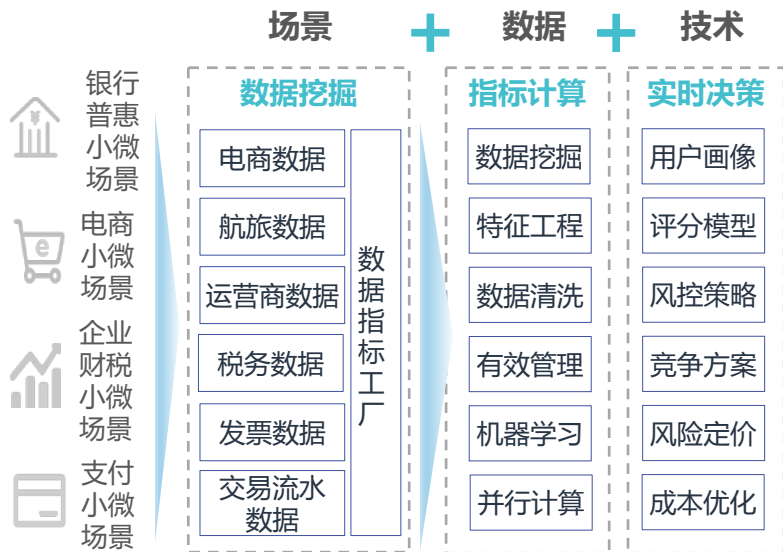 场景 + 数据 + 技术
银行
普惠
小微
场景
电商
小微
场景
企业
财税
小微
场景
支付
小微
场景
数据挖掘
电商数据
航旅数据
运营商数据
税务数据
发票数据
交易流水
数据
数据指标工厂
指标计算
数据挖掘
特征工程
数据清洗
有效管理
机器学习
并行计算
实时决策
用户画像
评分模型
风控策略
竞争方案
风险定价
成本优化